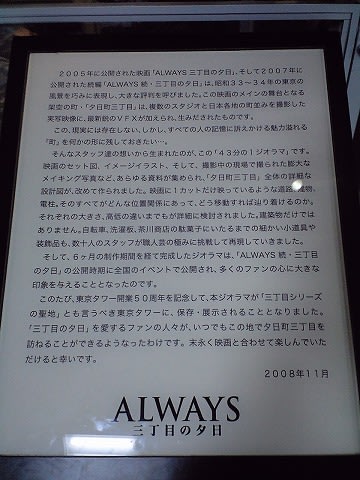 ２００５年に公開された映画「ALWAYS 三丁目の夕日」、そして２００７年に
公開された続編「ALWAYS 続・三丁目の夕日」は、昭和３３〜３４年の東京の
風景を巧みに表現し、大きな評判を呼びました。この映画のメインの舞台となる
架空の町・「夕日町三丁目」は、複数のスタジオと日本各地の町並みを撮影した
実写映像に、最新鋭のＶＦＸが加えられ、生みだされたものです。
この、現実には存在しない、しかし、すべての人の記憶に訴えかける魅力溢れる
「町」を何かの形に残しておきたい…。
そんなスタッフ達の想いから生まれたのが、この「４３分の１ジオラマ」です。
映画のセット図、イメージイラスト、そして、撮影中の現場で撮られた膨大な
メイキング写真など、あらゆる資料が集められ、「夕日町三丁目」全体の詳細な
設計図が、改めて作られました。映画に１カットだけ映っているような道路、建物、
電柱。そのすべてがどんな位置関係にあって、どう移動すれば辿り着けるのか。
それぞれの大きさ、高低の違いまでもが詳細に検討されました。建築物だけでは
ありません。自転車、洗濯板、茶川商店の駄菓子にいたるまでの細かい小道具や
装飾品も、数十人のスタッフが職人芸の極みに挑戦して再現していきました。
そして、６ヶ月の制作期間を経て完成したジオラマは、「ALWAYS 続・三丁目
の夕日」の公開時期に全国のイベントで公開され、多くのファンの心に大きな
印象を与えることとなったのです。
このたび、東京タワー開業５０周年を記念して、本ジオラマが「三丁目シリーズ
の聖地」とも言うべき東京タワーに、保存・展示されることとなりました。
「三丁目の夕日」を愛するファンの人々が、いつでもこの地で夕日町三丁目を
訪ねることができるようなったわけです。末永く映画と合わせて楽しんでいた
だけると幸いです。
２００８年１１月
ALWAYS
三丁目の夕日